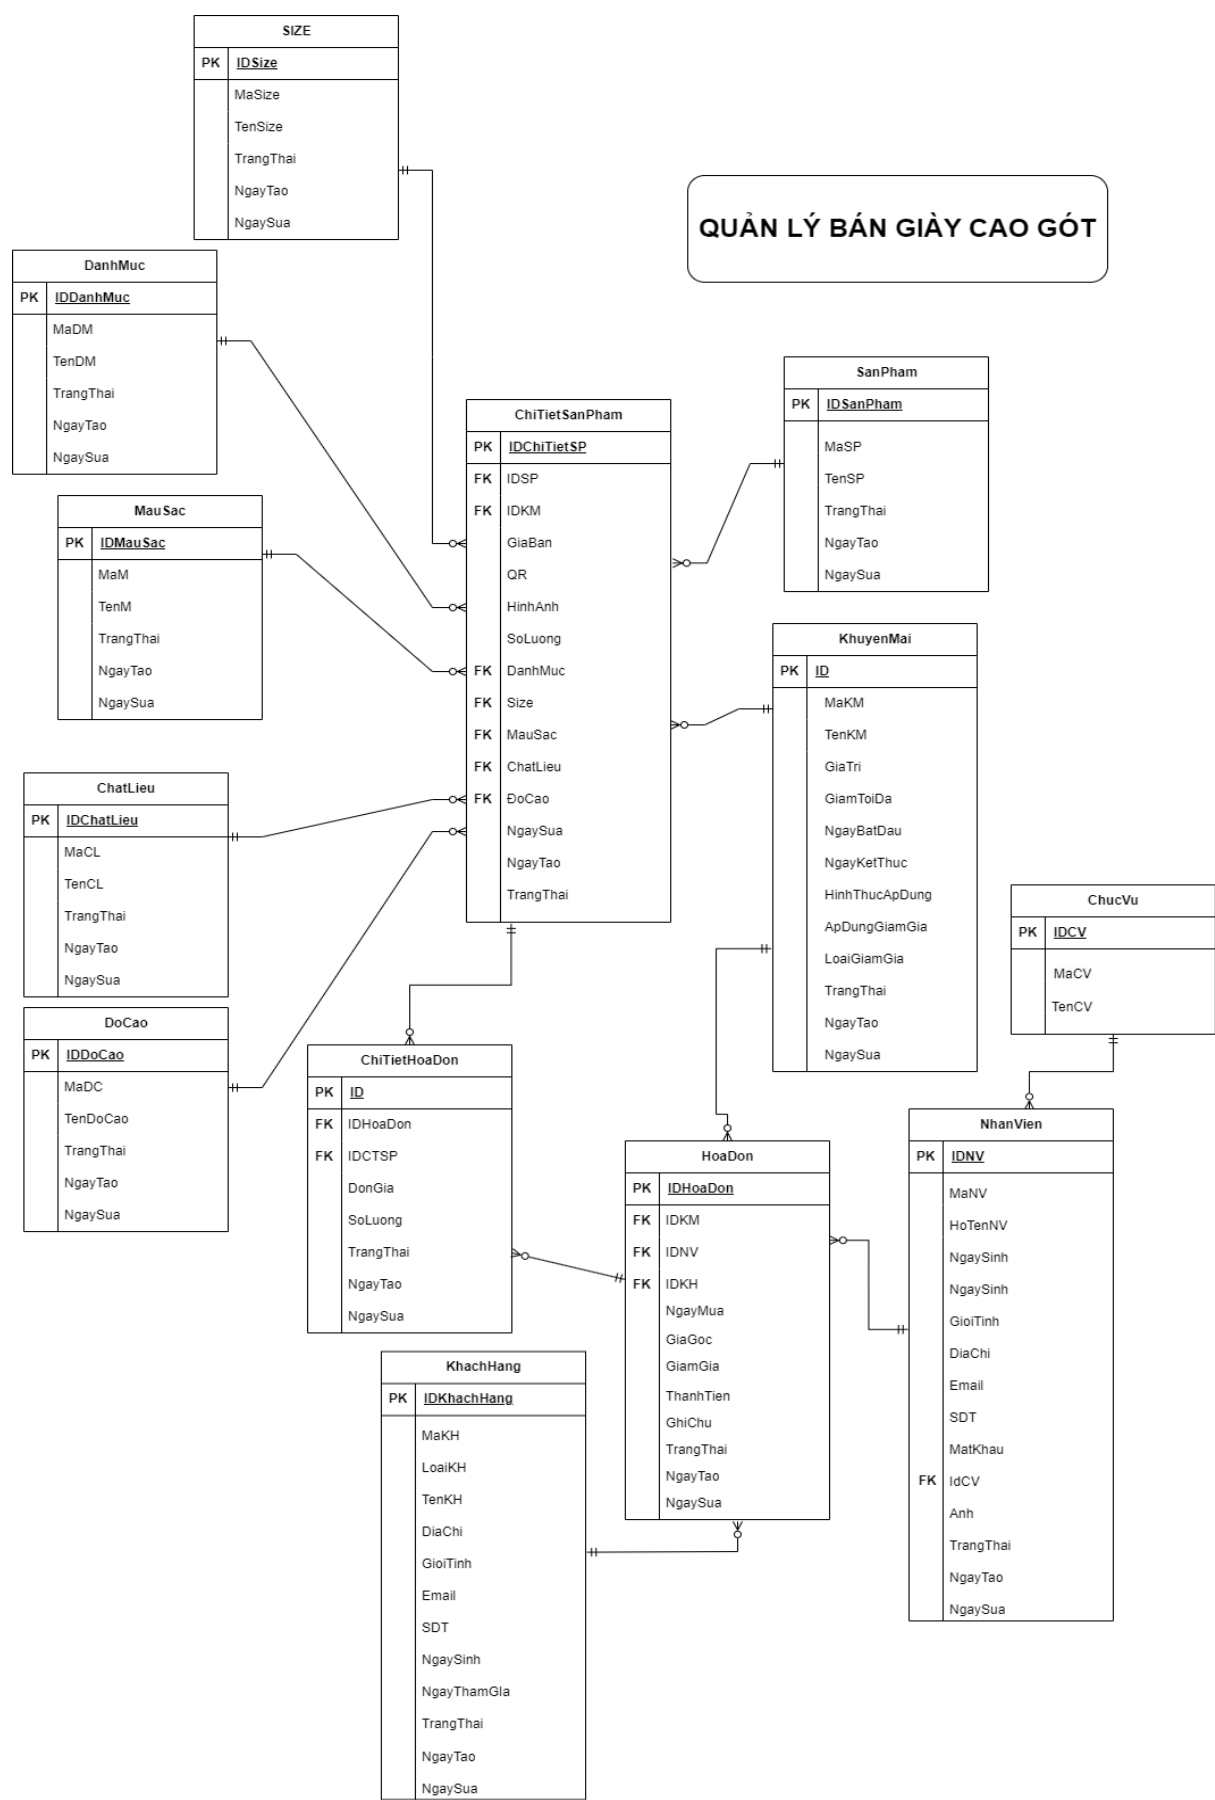 SIZE
PK IDSize
MaSize
TenSize
TrangThai
NgayTao
NgaySua
QUẢN LÝ BÁN GIÀY CAO GÓT
DanhMuc
PK IDDanhMuc
MaDM
TenDM
TrangThai
NgayTao
NgaySua
MauSac
PK IDMauSac
MaM
TenM
TrangThai
NgayTao
NgaySua
ChatLieu
PK IDChatLieu
MaCL
TenCL
TrangThai
NgayTao
NgaySua
DoCao
PK IDDoCao
MaDC
TenDoCao
TrangThai
NgayTao
NgaySua
ChiTietSanPham
PK IDChiTietSP
FK IDSP
FK IDKM
GiaBan
QR
HinhAnh
SoLuong
FK DanhMuc
FK Size
FK MauSac
FK ChatLieu
FK ĐoCao
NgaySua
NgayTao
TrangThai
SanPham
PK IDSanPham
MaSP
TenSP
TrangThai
NgayTao
NgaySua
KhuyenMai
PK ID
MaKM
TenKM
GiaTri
GiamToiDa
NgayBatDau
NgayKetThuc
HinhThucApDung
ApDungGiamGia
LoaiGiamGia
TrangThai
NgayTao
NgaySua
ChucVu
PK IDCV
MaCV
TenCV
ChiTietHoaDon
PK ID
FK IDHoaDon
FK IDCTSP
DonGia
SoLuong
TrangThai
NgayTao
NgaySua
HoaDon
PK IDHoaDon
FK IDKM
FK IDNV
FK IDKH
NgayMua
GiaGoc
GiamGia
ThanhTien
GhiChu
TrangThai
NgayTao
NgaySua
NhanVien
PK IDNV
MaNV
HoTenNV
NgaySinh
NgaySinh
GioiTinh
DiaChi
Email
SDT
MatKhau
FK IdCV
Anh
TrangThai
NgayTao
NgaySua
KhachHang
PK IDKhachHang
MaKH
LoaiKH
TenKH
DiaChi
GioiTinh
Email
SDT
NgaySinh
NgayThamGIa
TrangThai
NgayTao
NgaySua